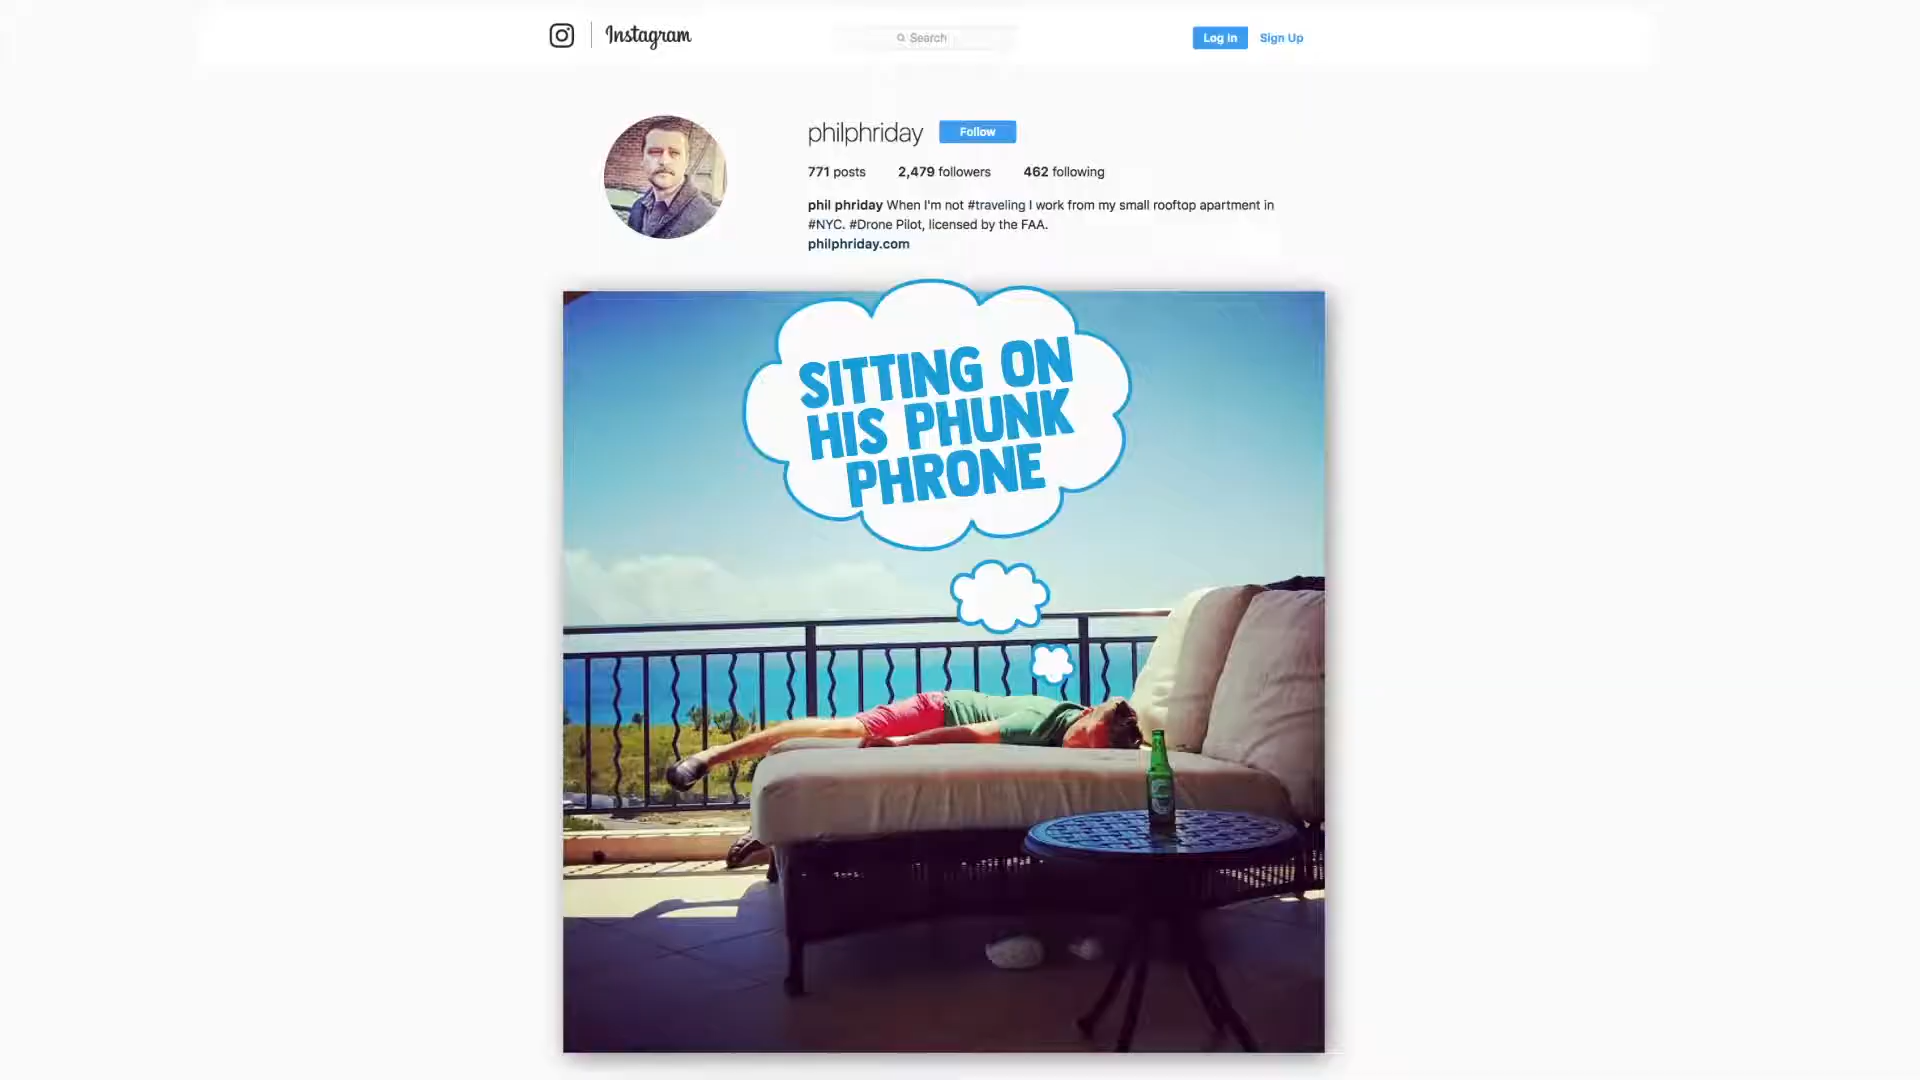 Instagram
Search
Log In
Sign Up
philphriday
Follow
771 posts
2,479 followers
462 following
phil phriday When I'm not #traveling I work from my small rooftop apartment in
#NYC. #Drone Pilot, licensed by the FAA.
philphriday.com
SITTING ON
HIS PHUNK
PHRONE